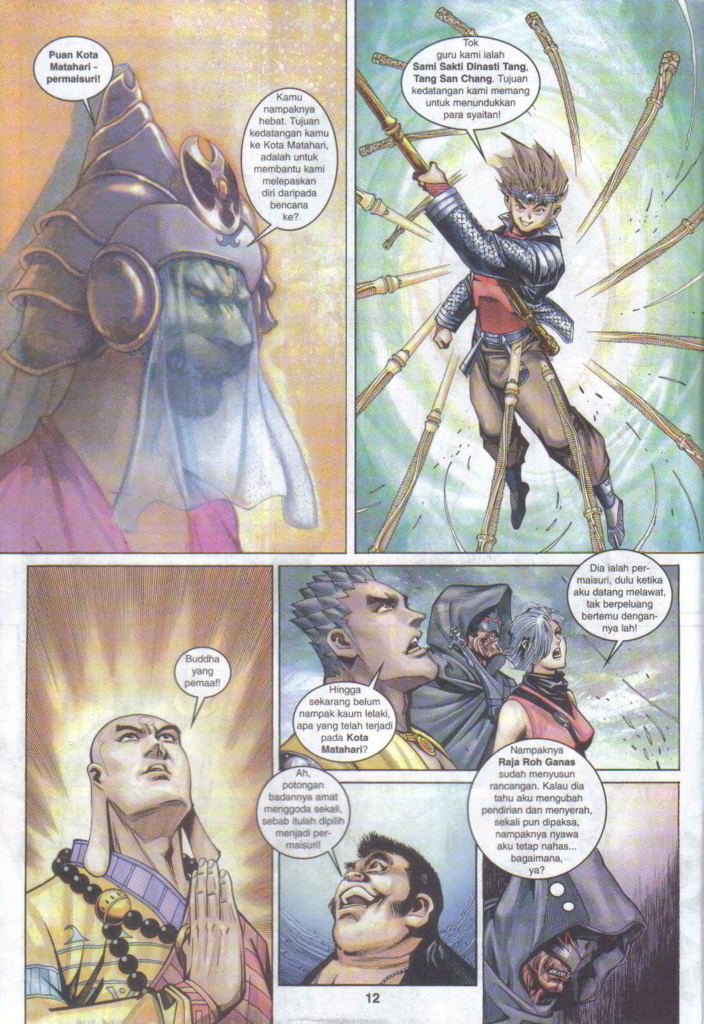 Puan Kota
Matahari -
permaisuri!
Kamu
nampaknya
hebat. Tujuan
kedatangan kamu
ke Kota Matahari,
adalah untuk
membantu kami
melepaskan
diri daripada
bencana
ke?
Tok
guru kami ialah
Sami Sakti Dinasti Tang,
Tang San Chang. Tujuan
kedatangan kami memang
untuk menundukkan
para syaitan!
Buddha
yang
pemaaf!
Hingga
sekarang belum
nampak kaum lelaki,
apa yang telah terjadi
pada Kota
Matahari?
Dia ialah per-
maisuri, dulu ketika
aku datang melawat,
tak berpeluang
bertemu dengan-
nya lah!
Ah,
potongan
badannya amat
menggoda sekali,
sebab itulah dipilih
menjadi per-
maisuri!
Nampaknya
Raja Roh Ganas
sudah menyusun
rancangan. Kalau dia
tahu aku mengubah
pendirian dan menyerah,
sekali pun dipaksa,
nampaknya nyawa
aku tetap nahas...
bagaimana,
ya?
12